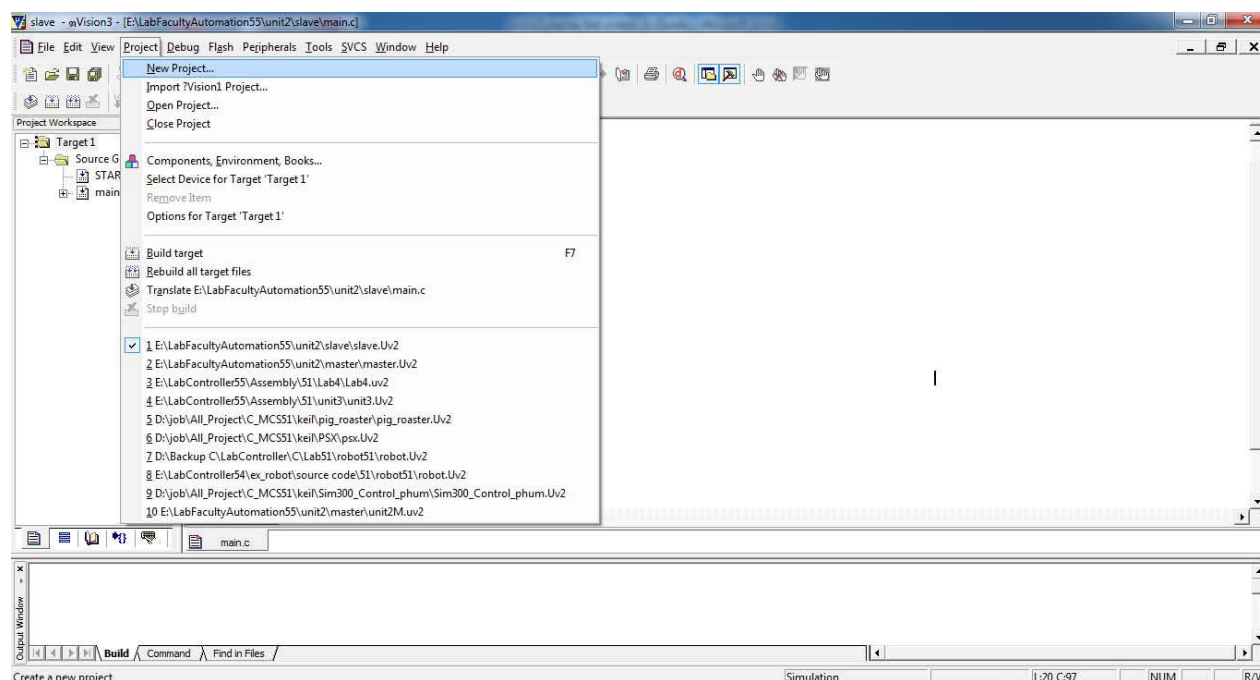 slave - µVision3 - [E:\LabFacultyAutomation55\unit2\slave\main.c]
File Edit View Project Debug Flash Peripherals Tools SVCS Window Help
New Project...
Import ?Vision1 Project...
Open Project...
Close Project
Project Workspace
Target 1
Source G
STAR
main
Components, Environment, Books...
Select Device for Target 'Target 1'
Remove Item
Options for Target 'Target 1'
Build target F7
Rebuild all target files
Translate E:\LabFacultyAutomation55\unit2\slave\main.c
Stop build
1 E:\LabFacultyAutomation55\unit2\slave\slave.Uv2
2 E:\LabFacultyAutomation55\unit2\master\master.Uv2
3 E:\LabController55\Assembly\51\Lab4\Lab4.uv2
4 E:\LabController55\Assembly\51\unit3\unit3.uv2
5 D:\job\All_Project\C_MCS51\keil\pig_roaster\pig_roaster.Uv2
6 D:\job\All_Project\C_MCS51\keil\PSX\psx.Uv2
7 D:\Backup C\LabController\C\Lab51\robot51\robot.Uv2
8 E:\LabController54\ex_robot\source code\51\robot51\robot.Uv2
9 D:\job\All_Project\C_MCS51\keil\Sim300_Control_phum\Sim300_Control_phum.Uv2
10 E:\LabFacultyAutomation55\unit2\master\unit2M.uv2
main.c
Output Window
Build Command Find in Files
Create a new project Simulation L:20 C:97 NUM R/W